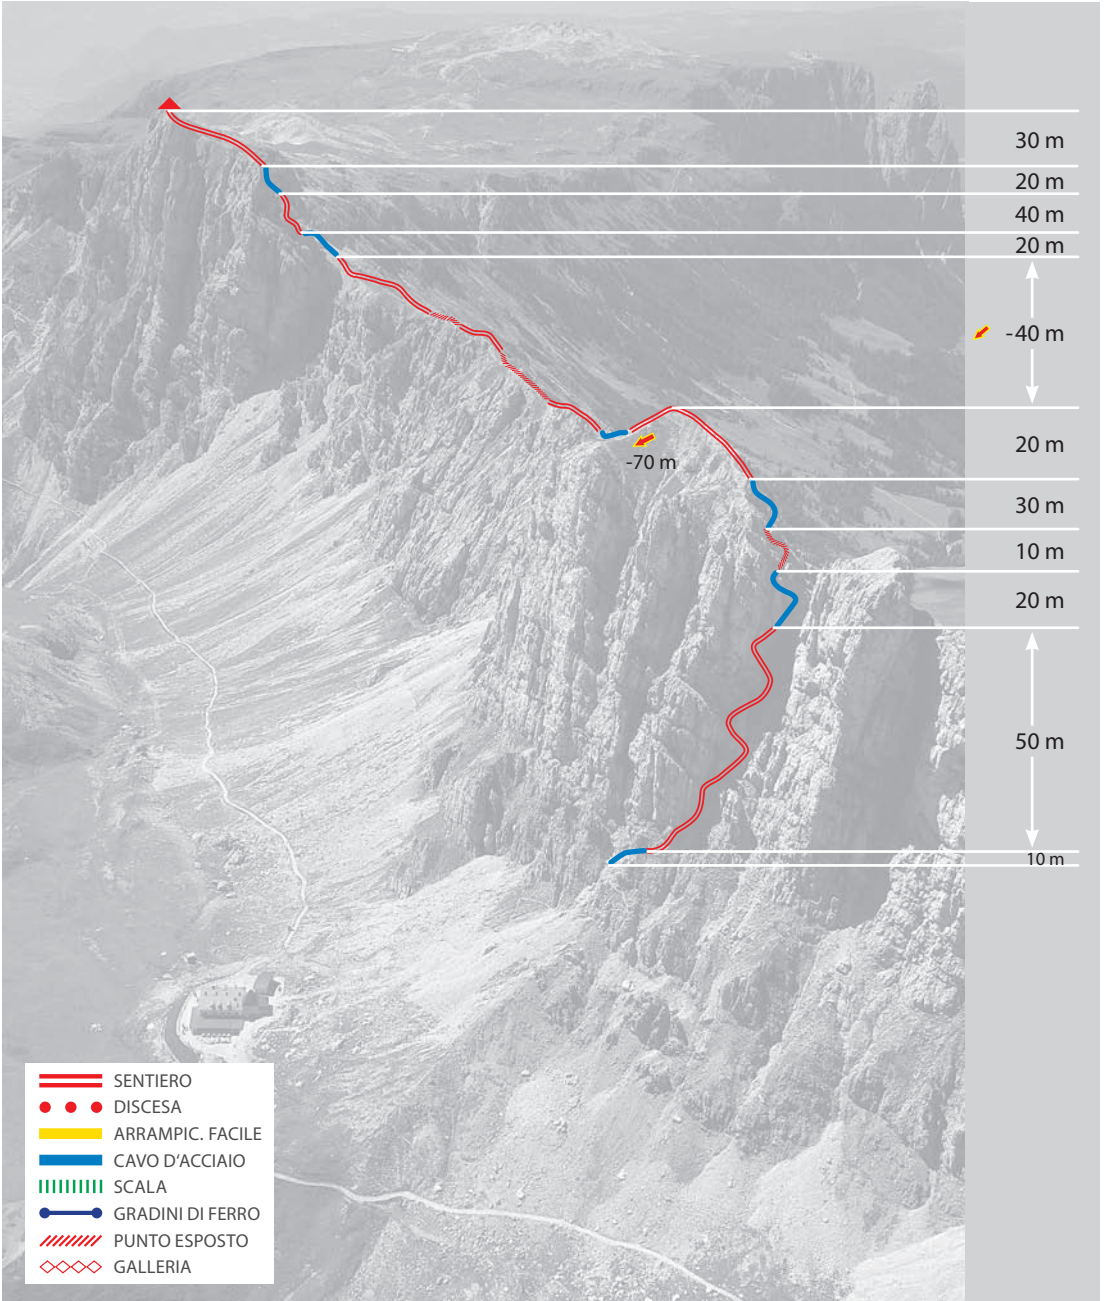 30 m
20 m
40 m
20 m
-40 m
20 m
-70 m
30 m
10 m
20 m
50 m
10 m
SENTIERO
DISCESA
ARRAMPIC. FACILE
CAVO D'ACCIAIO
SCALA
GRADINI DI FERRO
PUNTO ESPOSTO
GALLERIA